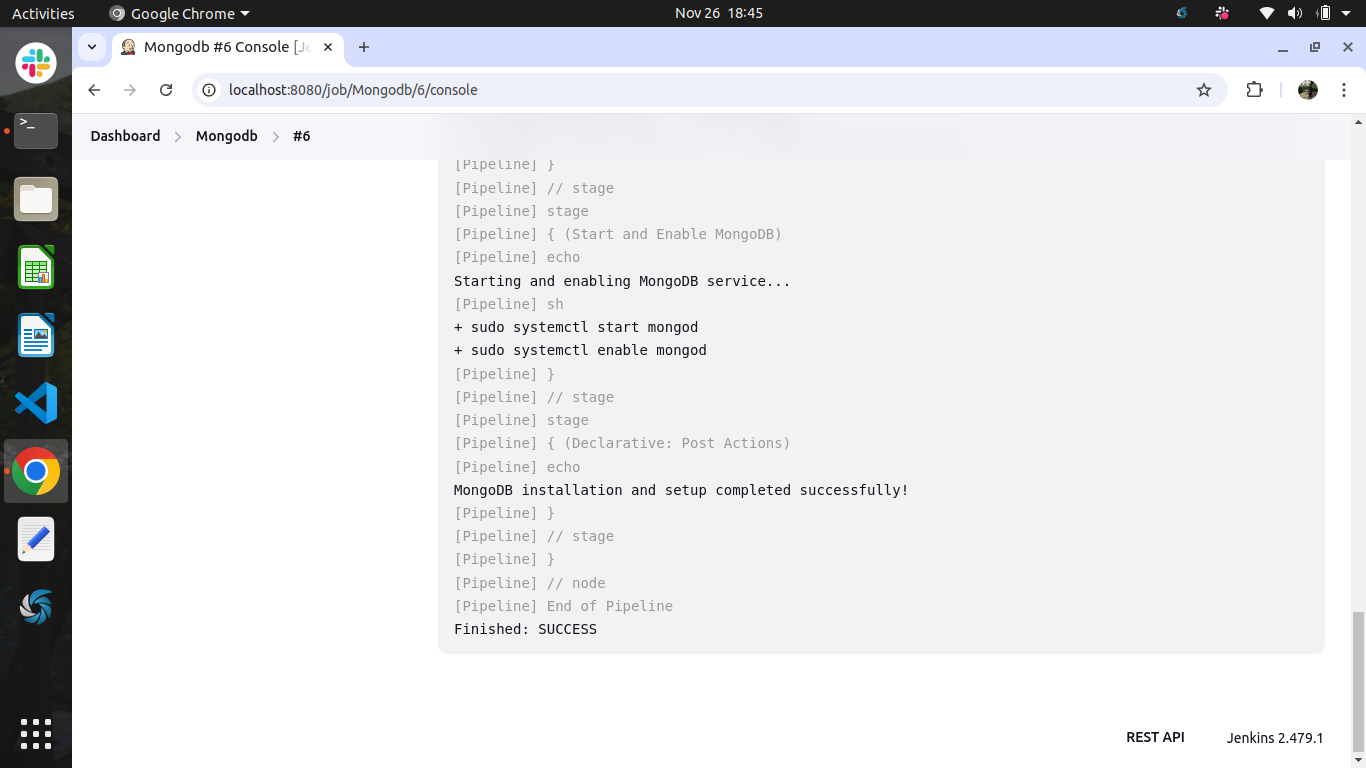 Activities
Google Chrome
Nov 26 18:45
Mongodb #6 Console [Je
localhost:8080/job/Mongodb/6/console
Dashboard
Mongodb
#6
[Pipeline] }
[Pipeline] // stage
[Pipeline] stage
[Pipeline] { (Start and Enable MongoDB)
[Pipeline] echo
Starting and enabling MongoDB service...
[Pipeline] sh
+ sudo systemctl start mongod
+ sudo systemctl enable mongod
[Pipeline] }
[Pipeline] // stage
[Pipeline] stage
[Pipeline] { (Declarative: Post Actions)
[Pipeline] echo
MongoDB installation and setup completed successfully!
[Pipeline] }
[Pipeline] // stage
[Pipeline] }
[Pipeline] // node
[Pipeline] End of Pipeline
Finished: SUCCESS
REST API
Jenkins 2.479.1